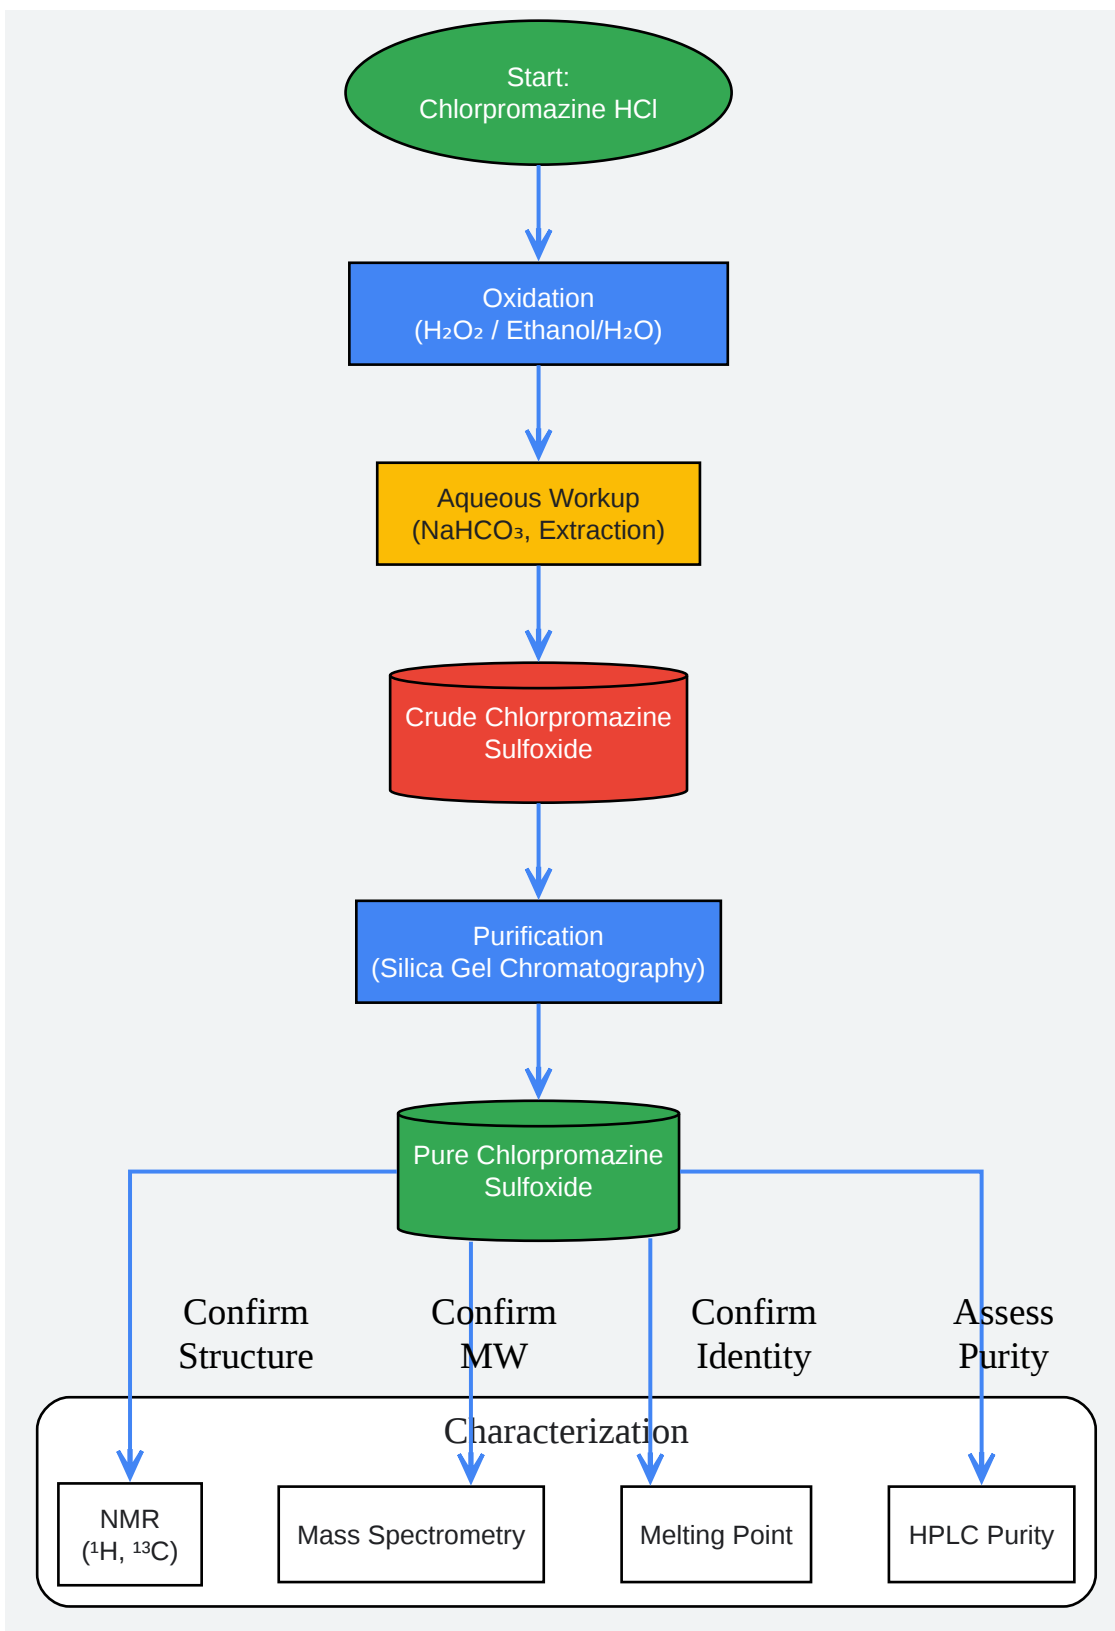 Start:
Chlorpromazine HCl
Oxidation
(H₂O₂ / Ethanol/H₂O)
Aqueous Workup
(NaHCO₃, Extraction)
Crude Chlorpromazine
Sulfoxide
Purification
(Silica Gel Chromatography)
Pure Chlorpromazine
Sulfoxide
Confirm
Structure
Confirm
MW
Confirm
Identity
Assess
Purity
Characterization
NMR
(¹H, ¹³C)
Mass Spectrometry
Melting Point
HPLC Purity